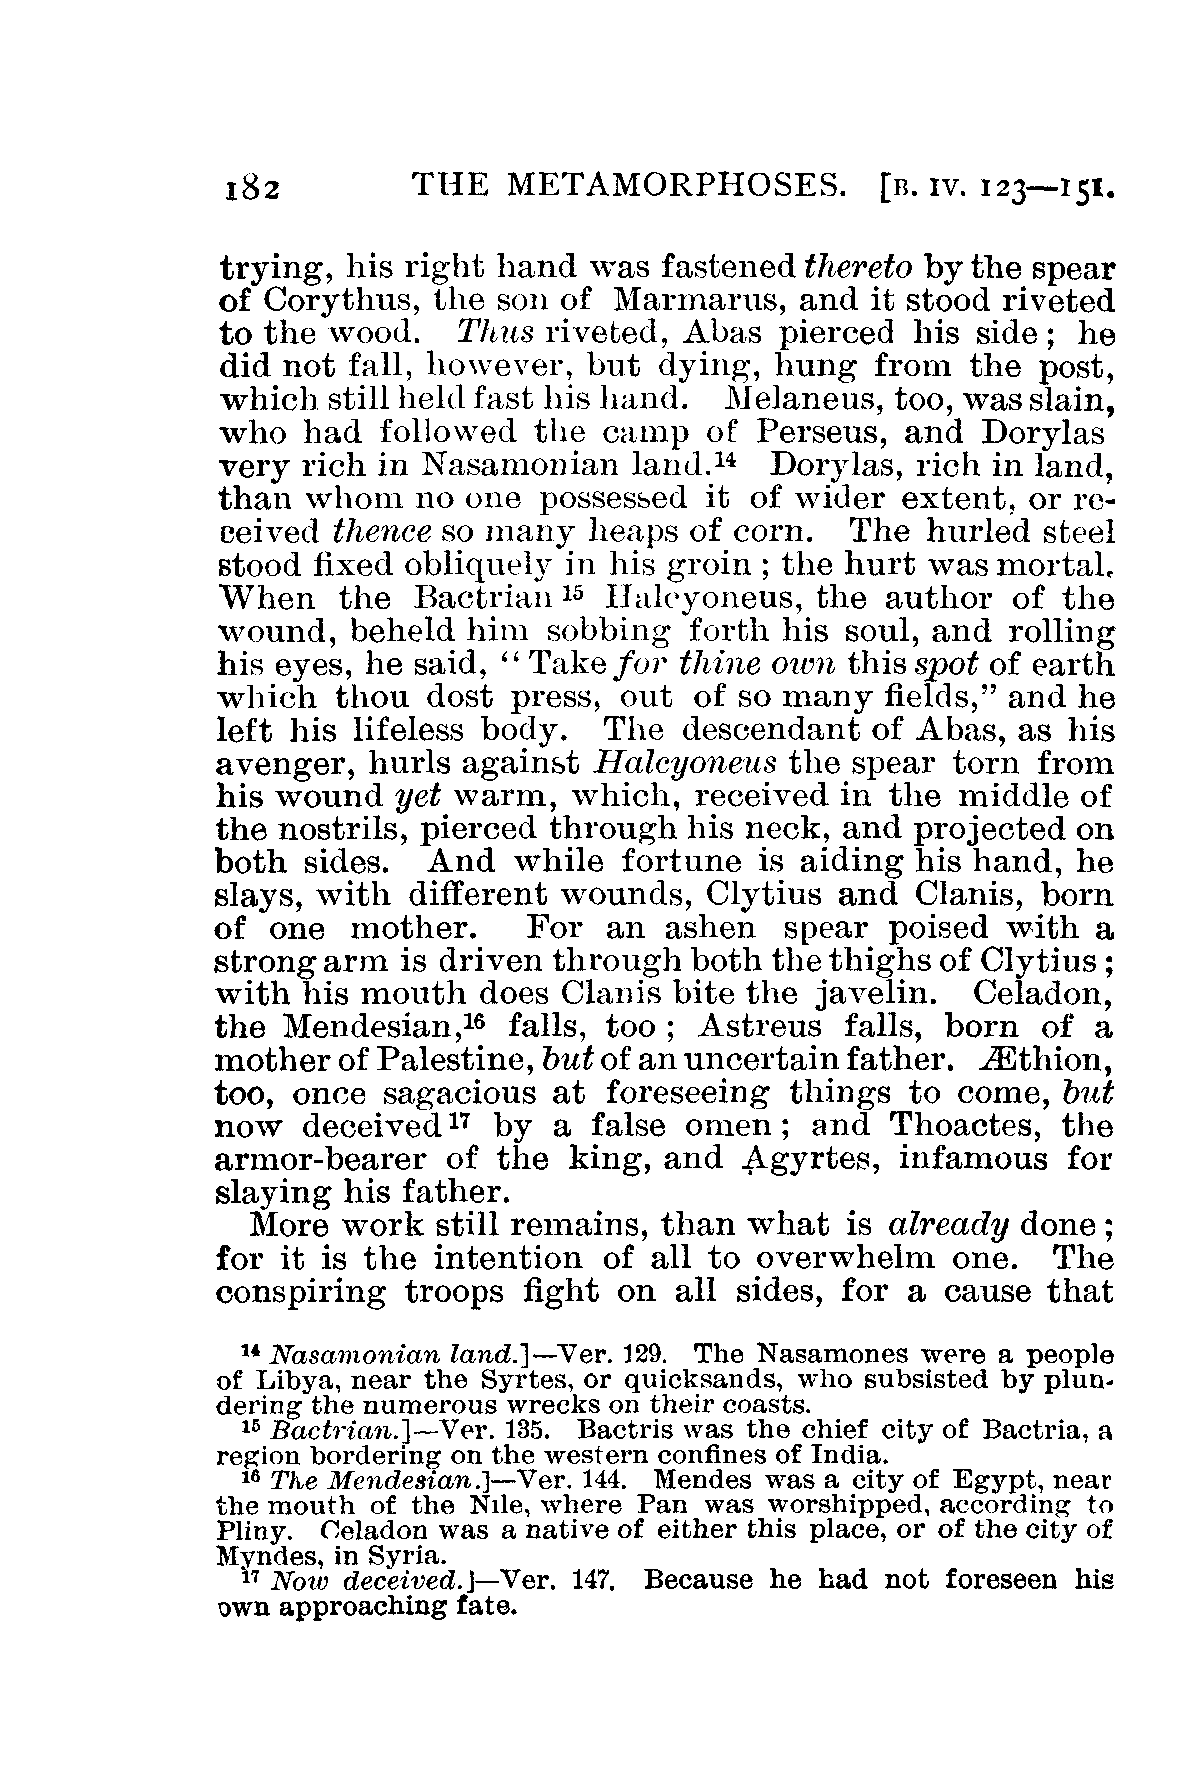 182 THE METAMORPHOSES. [B. IV. 123—151.
trying, his right hand was fastened thereto by the spear
of Corythus, the son of Marmarus, and it stood riveted
to the wood. Thus riveted, Abas pierced his side; he
did not fall, however, but dying, hung from the post,
which still held fast his hand. Melaneus, too, was slain,
who had followed the camp of Perseus, and Dorylas
very rich in Nasamonian land.¹⁴ Dorylas, rich in land,
than whom no one possessed it of wider extent, or re-
ceived thence so many heaps of corn. The hurled steel
stood fixed obliquely in his groin; the hurt was mortal.
When the Bactrian¹⁵ Halcyoneus, the author of the
wound, beheld him sobbing forth his soul, and rolling
his eyes, he said, “Take for thine own this spot of earth
which thou dost press, out of so many fields,” and he
left his lifeless body. The descendant of Abas, as his
avenger, hurls against Halcyoneus the spear torn from
his wound yet warm, which, received in the middle of
the nostrils, pierced through his neck, and projected on
both sides. And while fortune is aiding his hand, he
slays, with different wounds, Clytius and Clanis, born
of one mother. For an ashen spear poised with a
strong arm is driven through both the thighs of Clytius;
with his mouth does Clanis bite the javelin. Celadon,
the Mendesian,¹⁶ falls, too; Astreus falls, born of a
mother of Palestine, but of an uncertain father. Æthion,
too, once sagacious at foreseeing things to come, but
now deceived¹⁷ by a false omen; and Thoactes, the
armor-bearer of the king, and Agyrtes, infamous for
slaying his father.
More work still remains, than what is already done;
for it is the intention of all to overwhelm one. The
conspiring troops fight on all sides, for a cause that
¹⁴ Nasamonian land.]—Ver. 129. The Nasamones were a people
of Libya, near the Syrtes, or quicksands, who subsisted by plun-
dering the numerous wrecks on their coasts.
¹⁵ Bactrian.]—Ver. 135. Bactris was the chief city of Bactria, a
region bordering on the western confines of India.
¹⁶ The Mendesian.]—Ver. 144. Mendes was a city of Egypt, near
the mouth of the Nile, where Pan was worshipped, according to
Pliny. Celadon was a native of either this place, or of the city of
Myndes, in Syria.
¹⁷ Now deceived.]—Ver. 147. Because he had not foreseen his
own approaching fate.